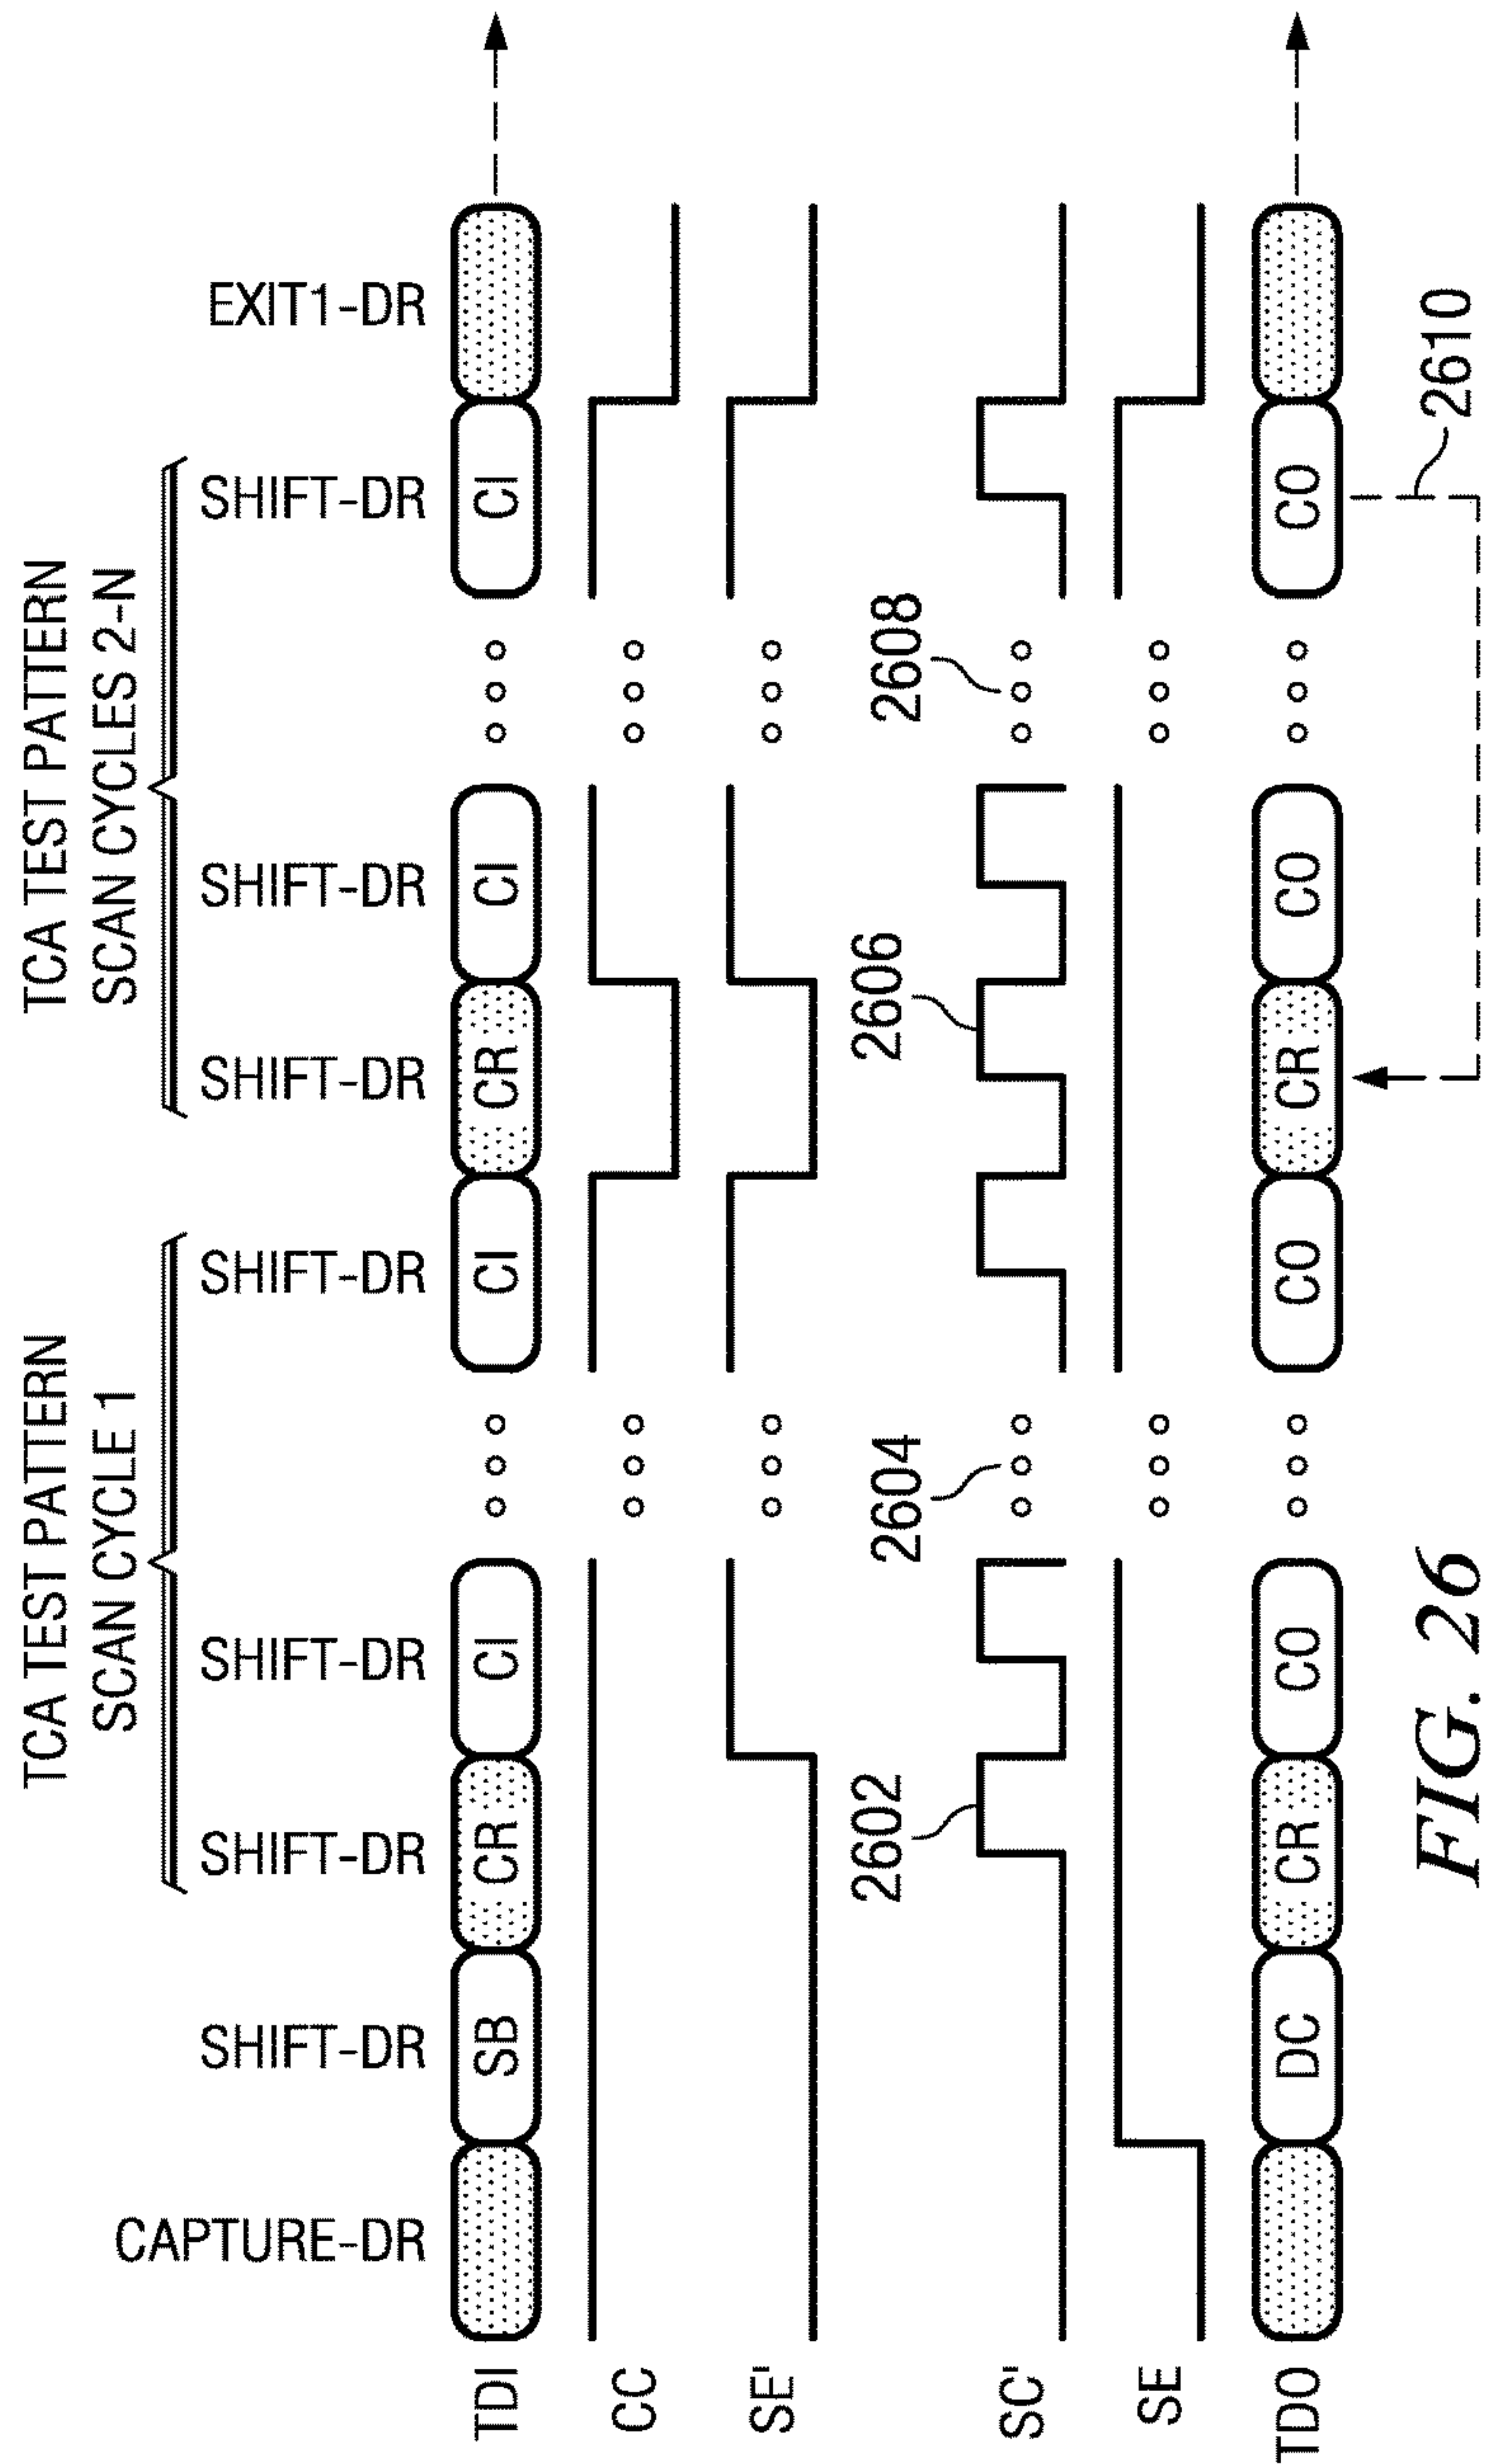 TCA TEST PATTERN
SCAN CYCLE 1
TCA TEST PATTERN
SCAN CYCLES 2-N
CAPTURE-DR
SHIFT-DR
SHIFT-DR
SHIFT-DR
SHIFT-DR
SHIFT-DR
SHIFT-DR
SHIFT-DR
EXIT1-DR
TDI
SB
CR
CI
CI
CR
CI
CI
CC
SE'
2602
2604
2606
2608
SC'
SE
TDO
DC
CR
CO
CO
CR
CO
CO
2610
FIG. 26